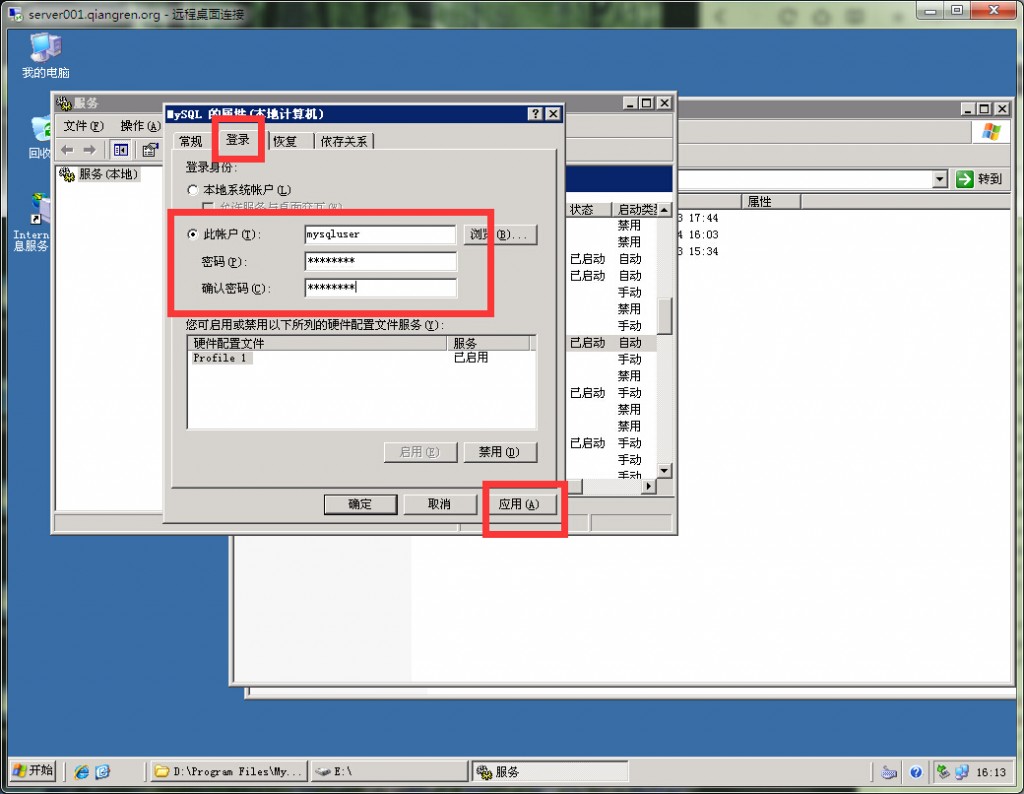 server001.qiangren.org - 远程桌面连接
我的电脑
服务
文件(F) 操作(A)
服务(本地)
MySQL 的属性(本地计算机)
常规 登录 恢复 依存关系
登录身份:
本地系统帐户(L)
允许服务与桌面交互(W)
此帐户(T): mysqluser 浏览(B)...
密码(P): ********
确认密码(C): ********
您可启用或禁用以下所列的硬件配置文件服务(Y):
硬件配置文件 服务
Profile 1 已启用
启用(E) 禁用(D)
确定 取消 应用(A)
状态 启动类
禁用
禁用
已启动 自动
已启动 自动
手动
禁用
手动
已启动 自动
手动
禁用
已启动 手动
禁用
禁用
已启动 手动
手动
手动
转到
属性
3 17:44
4 16:03
3 15:34
回收
Intern
息服务
开始 D:\Program Files\My... E:\ 服务 16:13